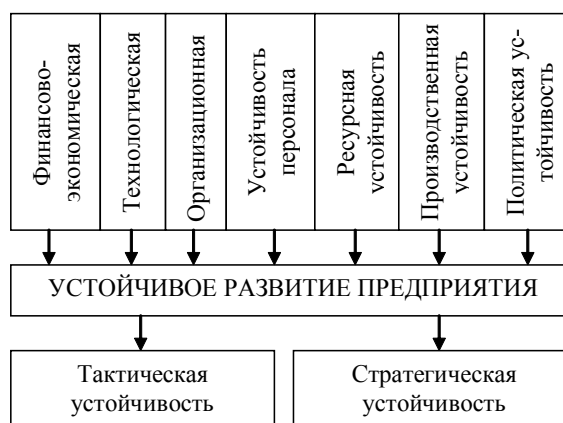 Финансово-
экономическая
Технологическая
Организационная
Устойчивость
персонала
Ресурсная
устойчивость
Производственная
устойчивость
Политическая ус-
тойчивость
УСТОЙЧИВОЕ РАЗВИТИЕ ПРЕДПРИЯТИЯ
Тактическая
устойчивость
Стратегическая
устойчивость